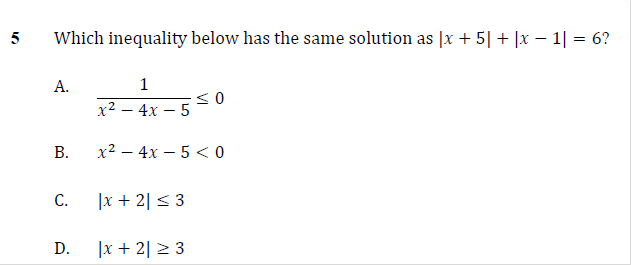 5 Which inequality below has the same solution as |x + 5| + |x − 1| = 6?
A. 1
x² − 4x − 5 ≤ 0
B. x² − 4x − 5 < 0
C. |x + 2| ≤ 3
D. |x + 2| ≥ 3